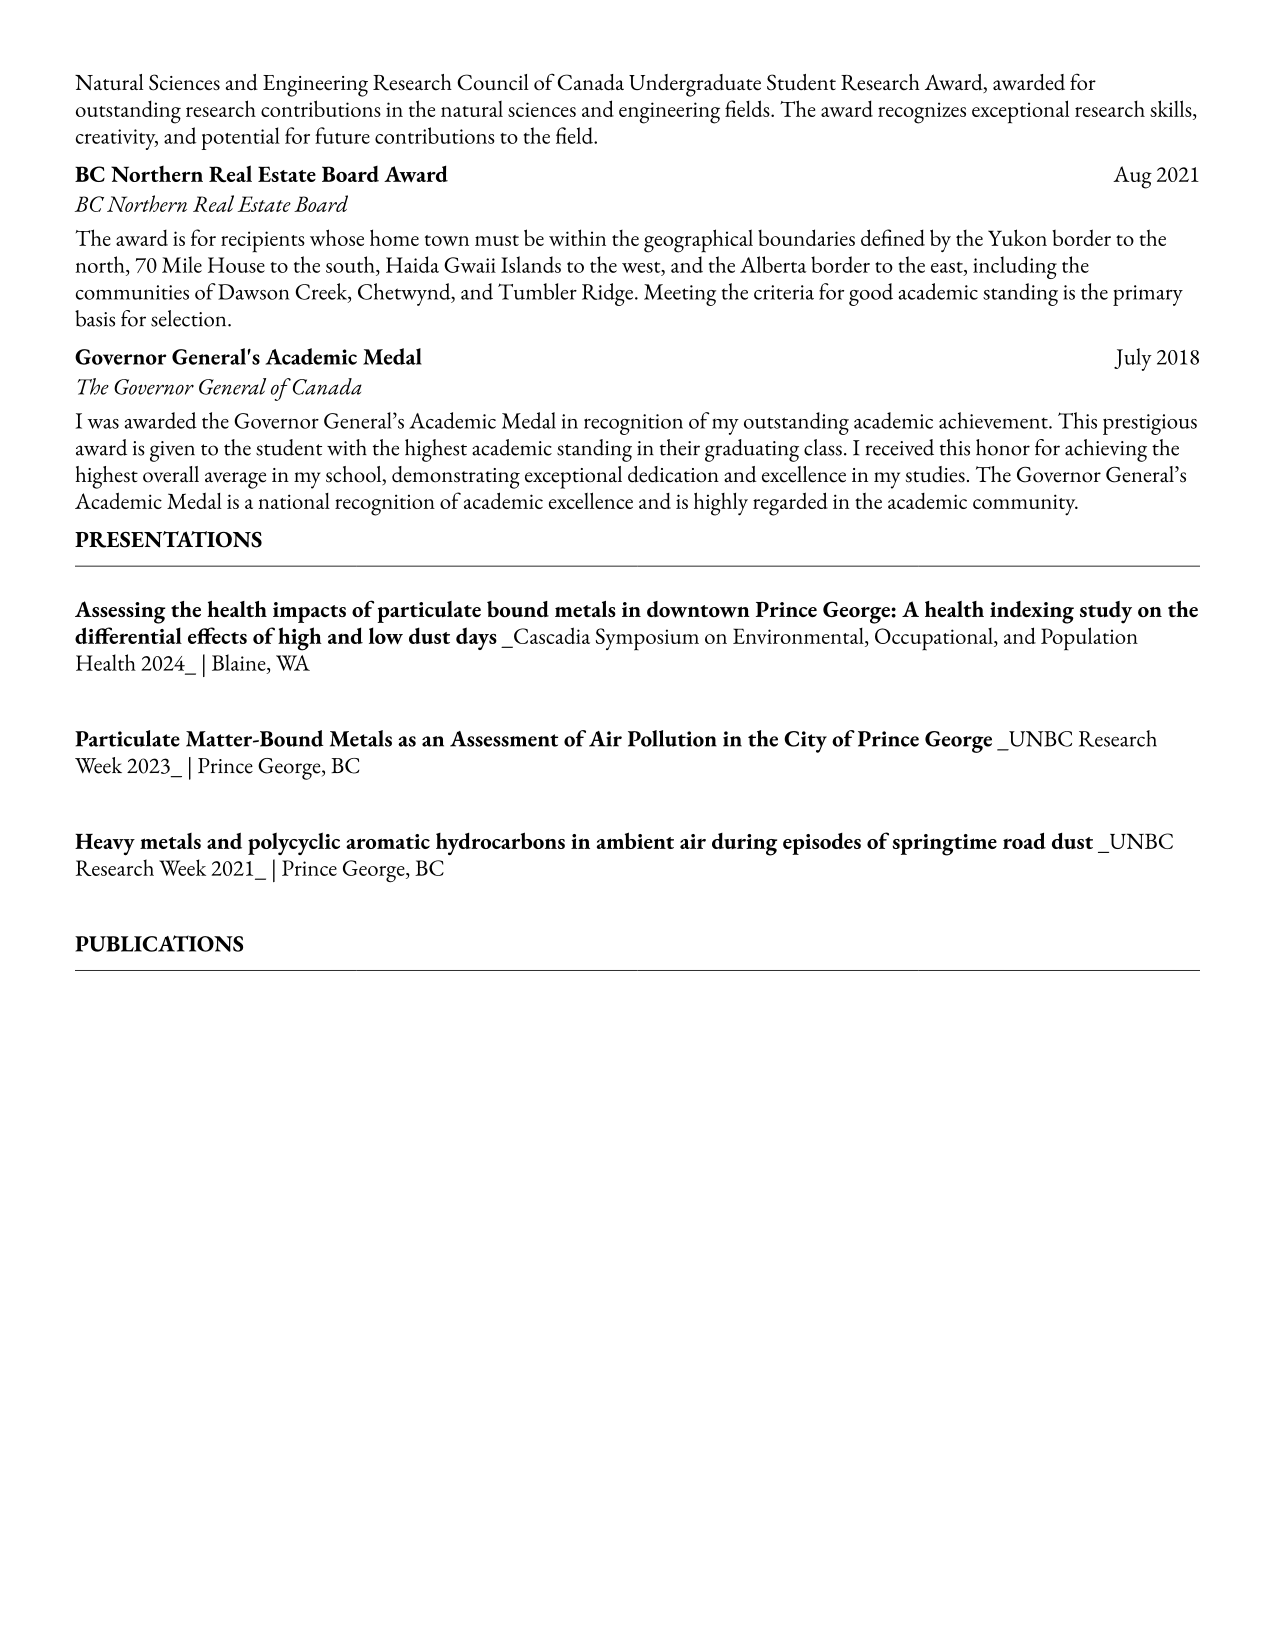 Natural Sciences and Engineering Research Council of Canada Undergraduate Student Research Award, awarded for
outstanding research contributions in the natural sciences and engineering fields. The award recognizes exceptional research skills,
creativity, and potential for future contributions to the field.
BC Northern Real Estate Board Award Aug 2021
BC Northern Real Estate Board
The award is for recipients whose home town must be within the geographical boundaries defined by the Yukon border to the
north, 70 Mile House to the south, Haida Gwaii Islands to the west, and the Alberta border to the east, including the
communities of Dawson Creek, Chetwynd, and Tumbler Ridge. Meeting the criteria for good academic standing is the primary
basis for selection.
Governor General's Academic Medal July 2018
The Governor General of Canada
I was awarded the Governor General’s Academic Medal in recognition of my outstanding academic achievement. This prestigious
award is given to the student with the highest academic standing in their graduating class. I received this honor for achieving the
highest overall average in my school, demonstrating exceptional dedication and excellence in my studies. The Governor General’s
Academic Medal is a national recognition of academic excellence and is highly regarded in the academic community.
PRESENTATIONS
Assessing the health impacts of particulate bound metals in downtown Prince George: A health indexing study on the
differential effects of high and low dust days _Cascadia Symposium on Environmental, Occupational, and Population
Health 2024_ | Blaine, WA
Particulate Matter-Bound Metals as an Assessment of Air Pollution in the City of Prince George _UNBC Research
Week 2023_ | Prince George, BC
Heavy metals and polycyclic aromatic hydrocarbons in ambient air during episodes of springtime road dust _UNBC
Research Week 2021_ | Prince George, BC
PUBLICATIONS